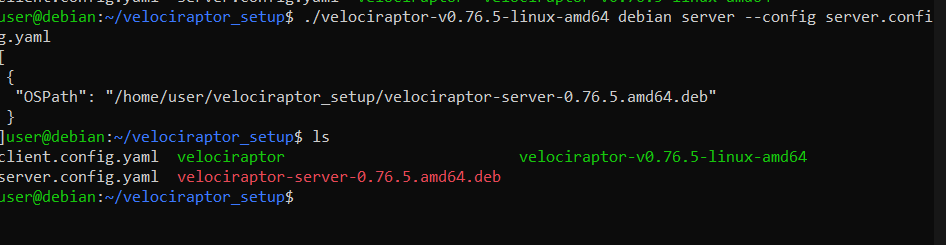 user@debian:~/velociraptor_setup$ ./velociraptor-v0.76.5-linux-amd64 debian server --config server.confi
g.yaml
[
 {
  "OSPath": "/home/user/velociraptor_setup/velociraptor-server-0.76.5.amd64.deb"
 }
]user@debian:~/velociraptor_setup$ ls
client.config.yaml  velociraptor                             velociraptor-v0.76.5-linux-amd64
server.config.yaml  velociraptor-server-0.76.5.amd64.deb
user@debian:~/velociraptor_setup$